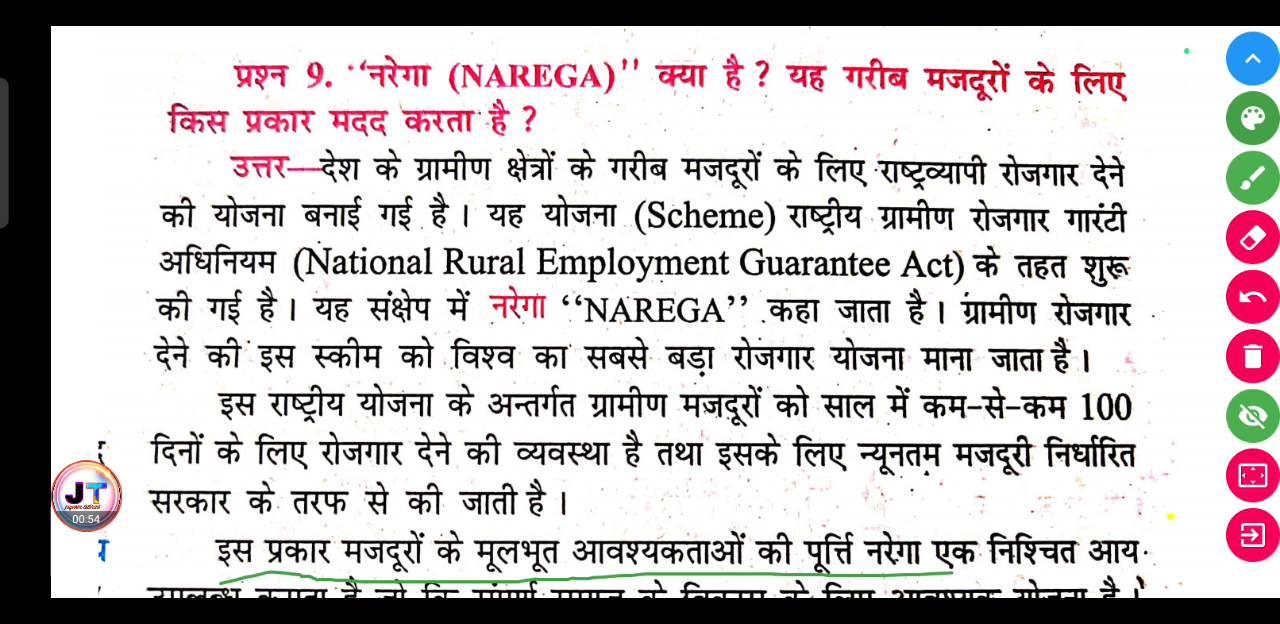 प्रश्न 9. “नरेगा (NAREGA)” क्या है ? यह गरीब मजदूरों के लिए
किस प्रकार मदद करता है ?
उत्तर—देश के ग्रामीण क्षेत्रों के गरीब मजदूरों के लिए राष्ट्रव्यापी रोजगार देने
की योजना बनाई गई है। यह योजना (Scheme) राष्ट्रीय ग्रामीण रोजगार गारंटी
अधिनियम (National Rural Employment Guarantee Act) के तहत शुरू
की गई है। यह संक्षेप में नरेगा “NAREGA” कहा जाता है। ग्रामीण रोजगार
देने की इस स्कीम को विश्व का सबसे बड़ा रोजगार योजना माना जाता है।
इस राष्ट्रीय योजना के अन्तर्गत ग्रामीण मजदूरों को साल में कम-से-कम 100
दिनों के लिए रोजगार देने की व्यवस्था है तथा इसके लिए न्यूनतम मजदूरी निर्धारित
सरकार के तरफ से की जाती है।
JT
00:54
इस प्रकार मजदूरों के मूलभूत आवश्यकताओं की पूर्त्ति नरेगा एक निश्चित आय